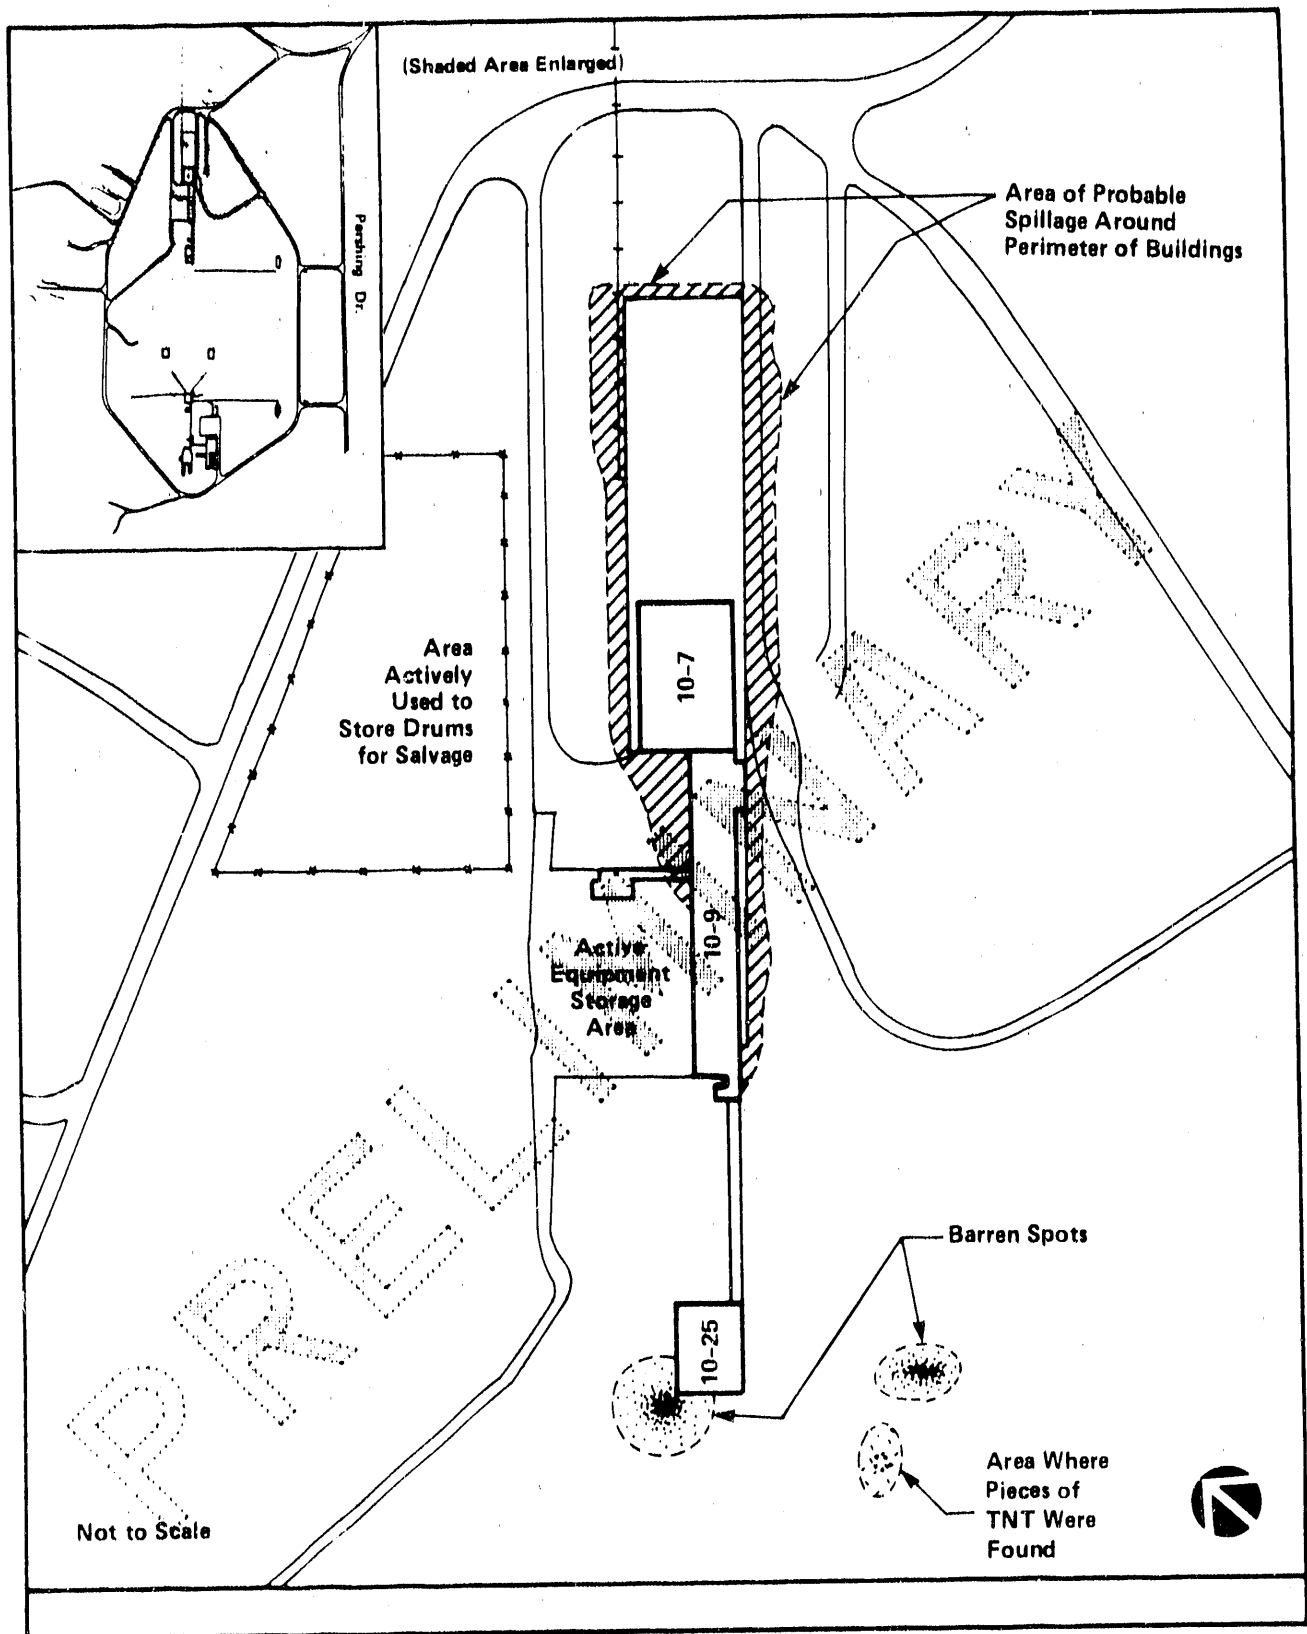 (Shaded Area Enlarged)
Pershing Dr.
Area of Probable
Spillage Around
Perimeter of Buildings
Area
Actively
Used to
Store Drums
for Salvage
10-7
10-9
Active
Equipment
Storage
Area
PRELIMINARY
Barren Spots
10-25
Area Where
Pieces of
TNT Were
Found
Not to Scale